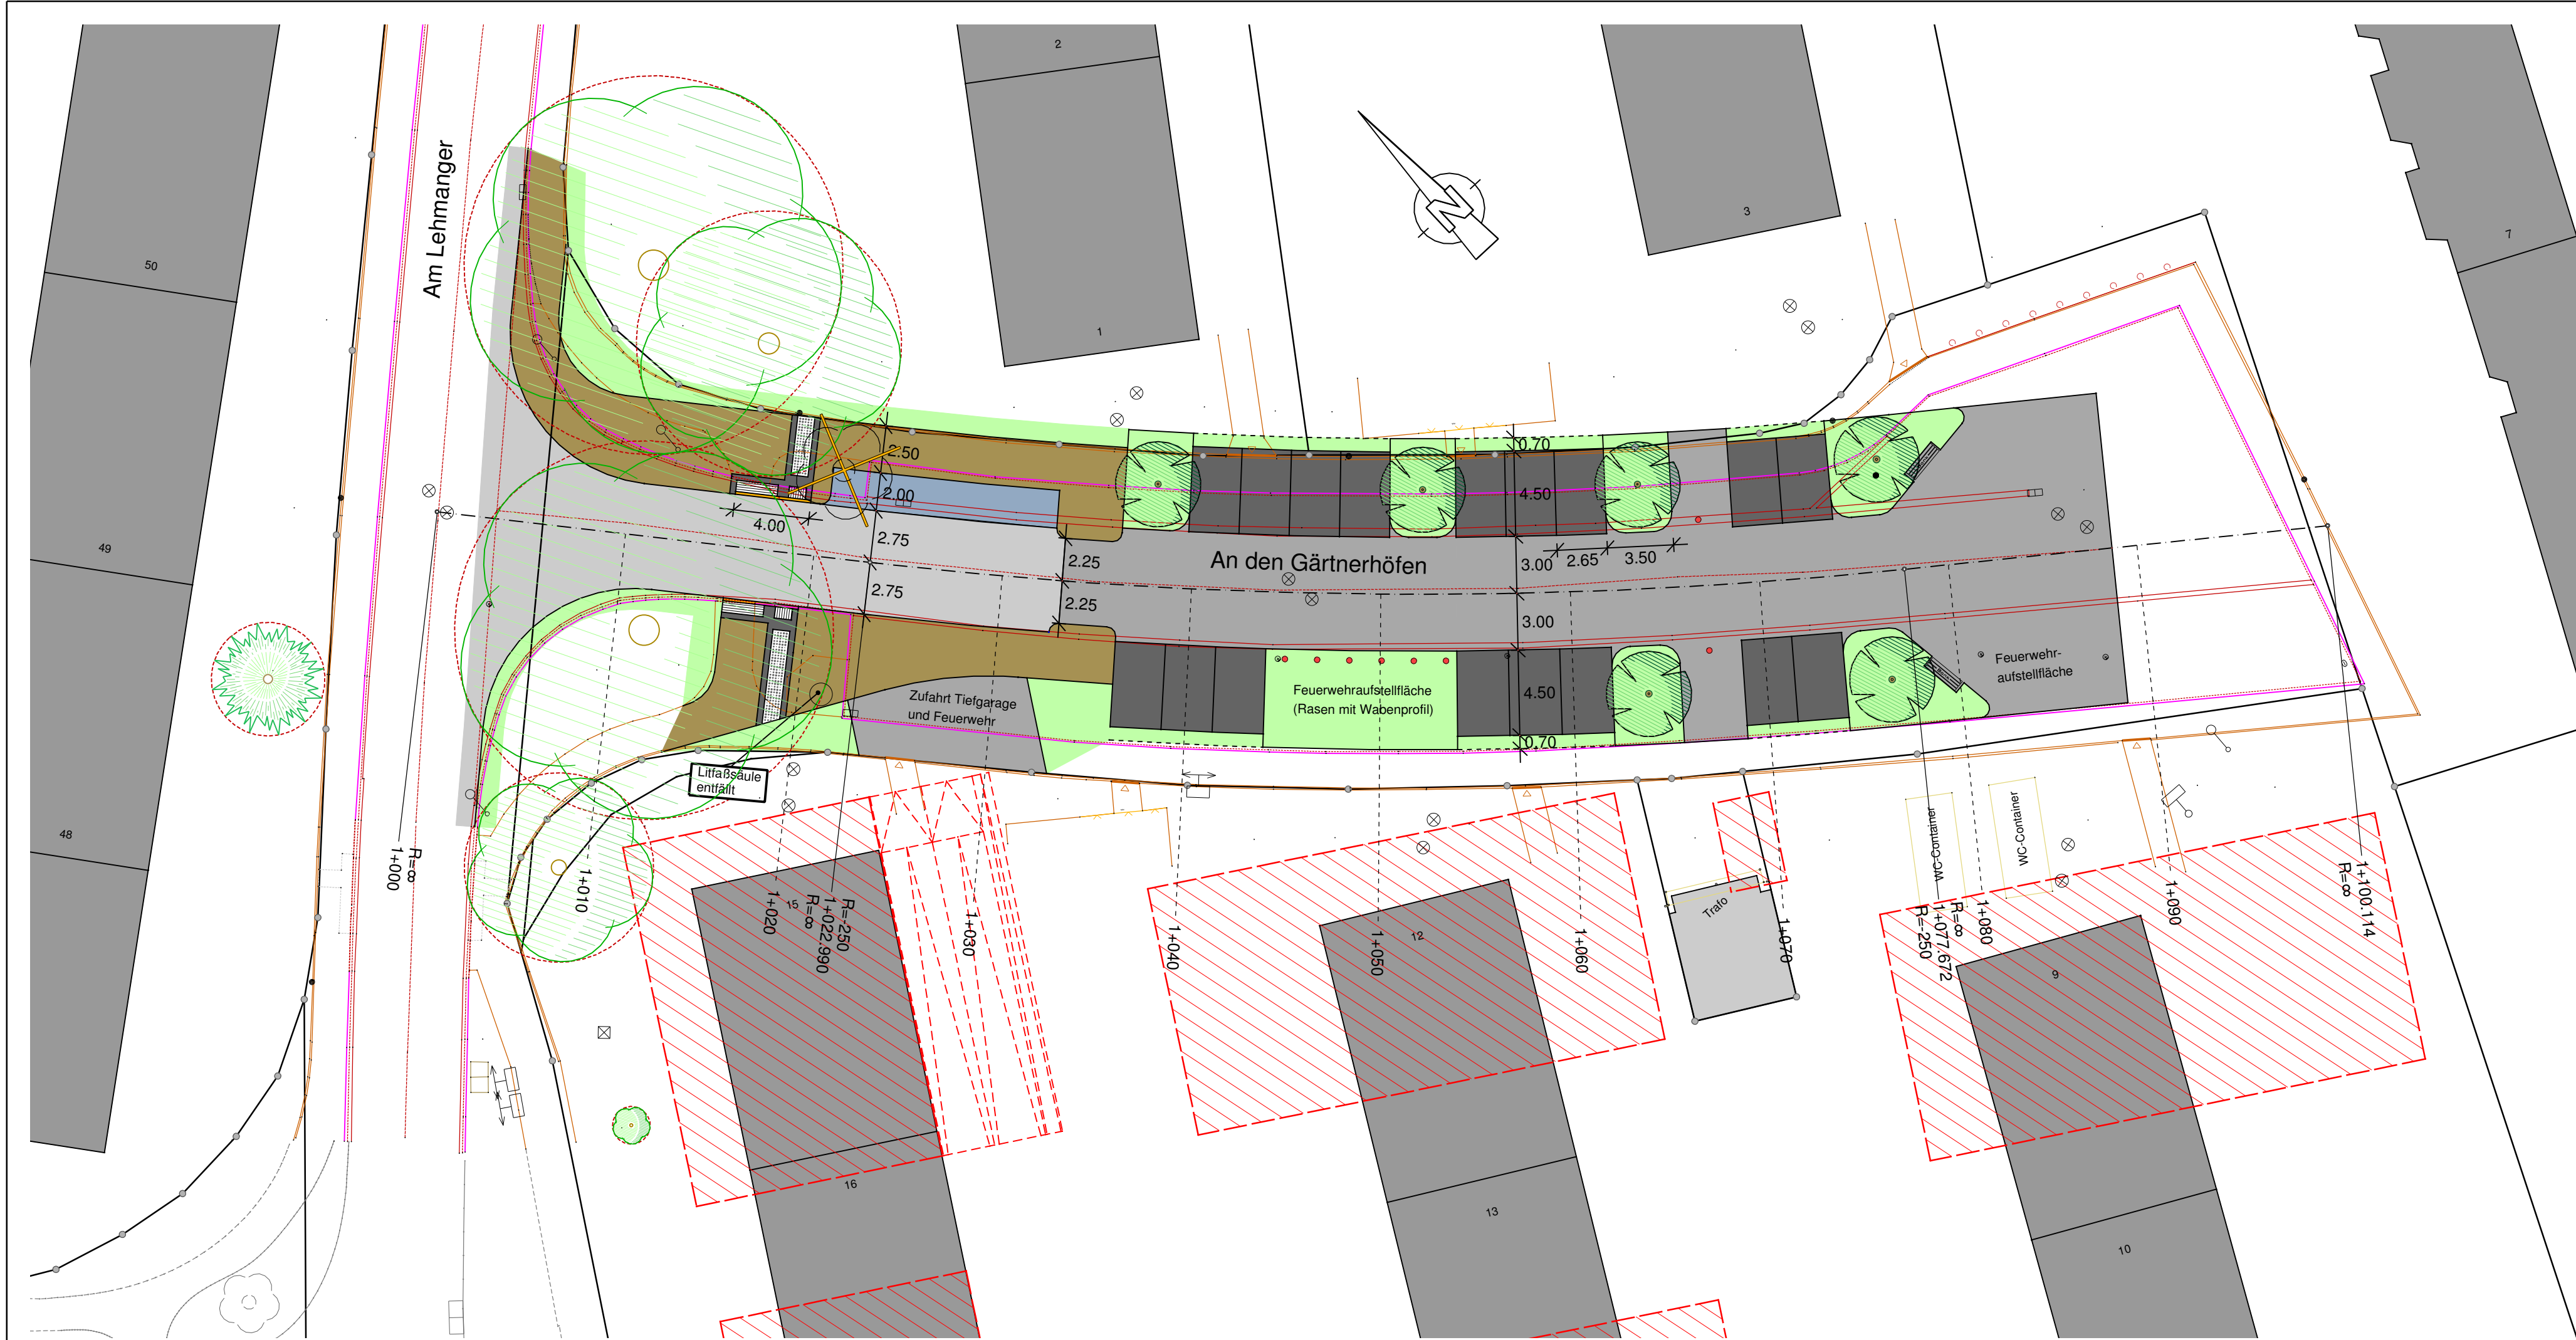 2
3
7
50
1
49
48
Am Lehmanger
N
2.50
2.00
4.00
2.75
2.75
2.25
2.25
An den Gärtnerhöfen
0.70
4.50
3.00
2.65
3.50
3.00
4.50
0.70
Zufahrt Tiefgarage
und Feuerwehr
Feuerwehraufstellfläche
(Rasen mit Wabenprofil)
Feuerwehr-
aufstellfläche
Litfaßsäule
entfällt
R=∞
1+000
1+010
1+020
15
R=-250
1+022.990
R=∞
1+030
1+040
1+050
12
1+060
Trafo
1+070
WC-Container
WC-Container
R=∞
1+077.672
R=-250
1+080
1+090
1+100.114
R=∞
9
16
13
10